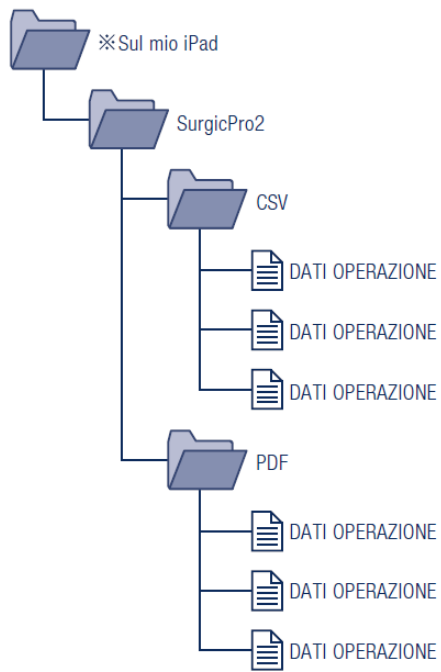 ※Sul mio iPad
SurgicPro2
CSV
DATI OPERAZIONE
DATI OPERAZIONE
DATI OPERAZIONE
PDF
DATI OPERAZIONE
DATI OPERAZIONE
DATI OPERAZIONE